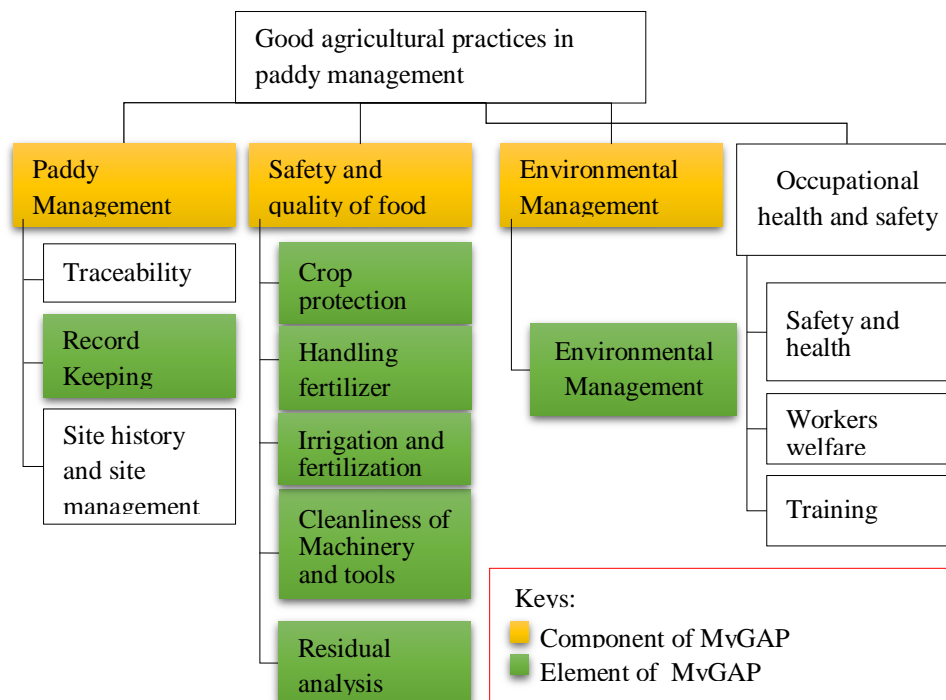 Good agricultural practices in
paddy management
Paddy
Management
Traceability
Record
Keeping
Site history
and site
management
Safety and
quality of food
Crop
protection
Handling
fertilizer
Irrigation and
fertilization
Cleanliness of
Machinery
and tools
Residual
analysis
Environmental
Management
Environmental
Management
Occupational
health and safety
Safety and
health
Workers
welfare
Training
Keys:
Component of MyGAP
Element of MyGAP